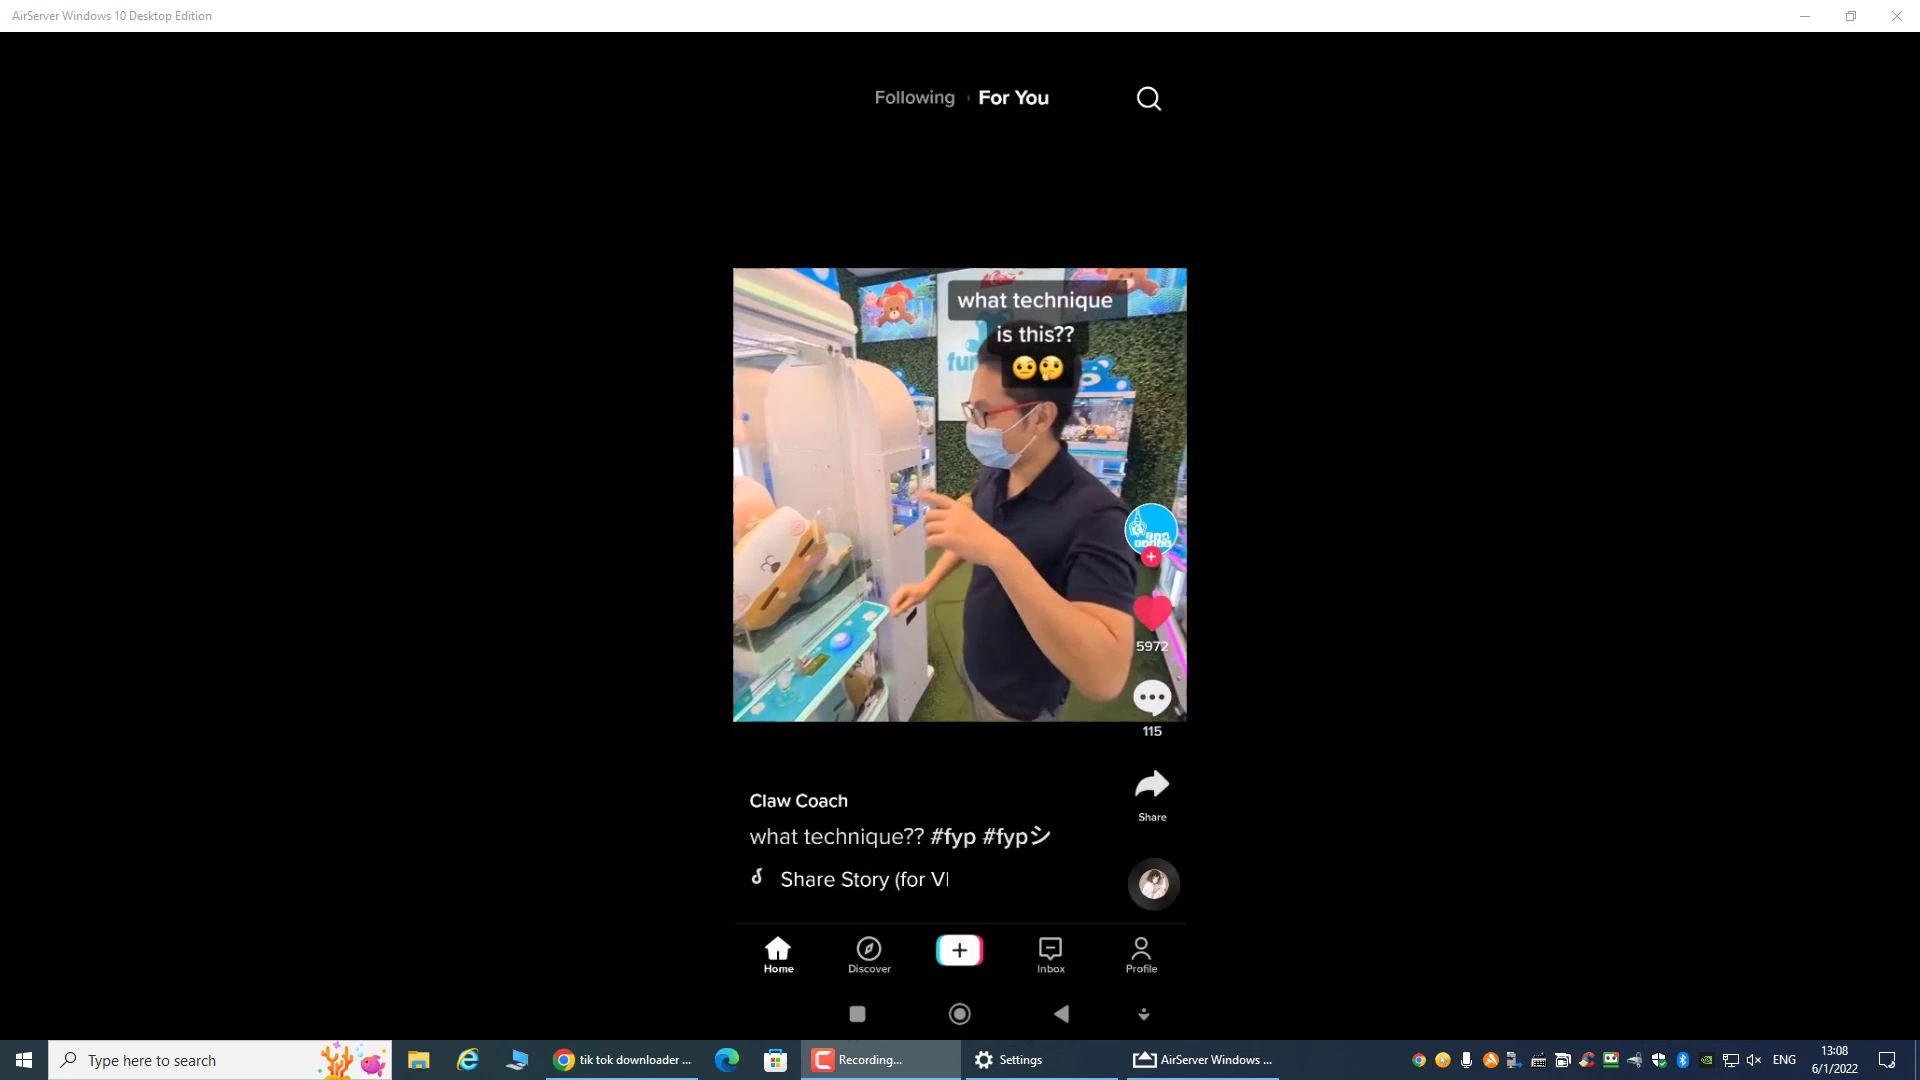 AirServer Windows 10 Desktop Edition
Following
For You
what technique
is this??
🤨🤔
5972
115
Share
Claw Coach
what technique?? #fyp #fypシ
Share Story (for VI
Home
Discover
Inbox
Profile
Type here to search
tik tok downloader ...
Recording...
Settings
AirServer Windows ...
ENG
13:08
6/1/2022